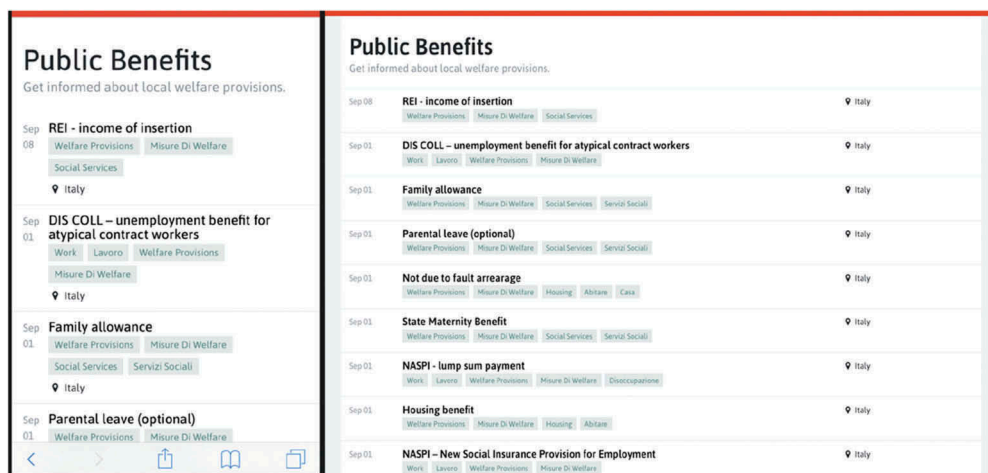 Public Benefits
Get informed about local welfare provisions.
Sep 08
REI - income of insertion
Welfare Provisions Misure Di Welfare
Social Services
Italy
Sep 01
DIS COLL – unemployment benefit for
atypical contract workers
Work Lavoro Welfare Provisions
Misure Di Welfare
Italy
Sep 01
Family allowance
Welfare Provisions Misure Di Welfare
Social Services Servizi Sociali
Italy
Sep 01
Parental leave (optional)
Welfare Provisions Misure Di Welfare
Public Benefits
Get informed about local welfare provisions.
Sep 08 REI - income of insertion Italy
Welfare Provisions Misure Di Welfare Social Services
Sep 01 DIS COLL – unemployment benefit for atypical contract workers Italy
Work Lavoro Welfare Provisions Misure Di Welfare
Sep 01 Family allowance Italy
Welfare Provisions Misure Di Welfare Social Services Servizi Sociali
Sep 01 Parental leave (optional) Italy
Welfare Provisions Misure Di Welfare Social Services Servizi Sociali
Sep 01 Not due to fault arrearage Italy
Welfare Provisions Misure Di Welfare Housing Abitare Casa
Sep 01 State Maternity Benefit Italy
Welfare Provisions Misure Di Welfare Social Services Servizi Sociali
Sep 01 NASPI - lump sum payment Italy
Work Lavoro Welfare Provisions Misure Di Welfare Disoccupazione
Sep 01 Housing benefit Italy
Welfare Provisions Misure Di Welfare Housing Abitare
Sep 01 NASPI – New Social Insurance Provision for Employment Italy
Work Lavoro Welfare Provisions Misure Di Welfare